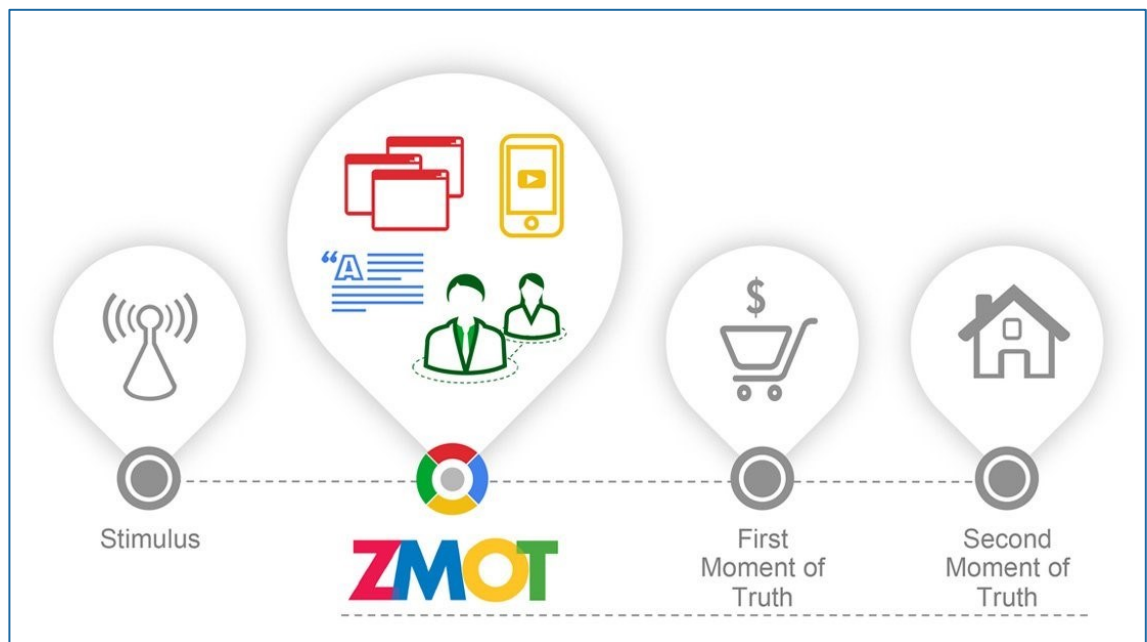 “A
$
Stimulus
ZMOT
First
Moment of
Truth
Second
Moment of
Truth